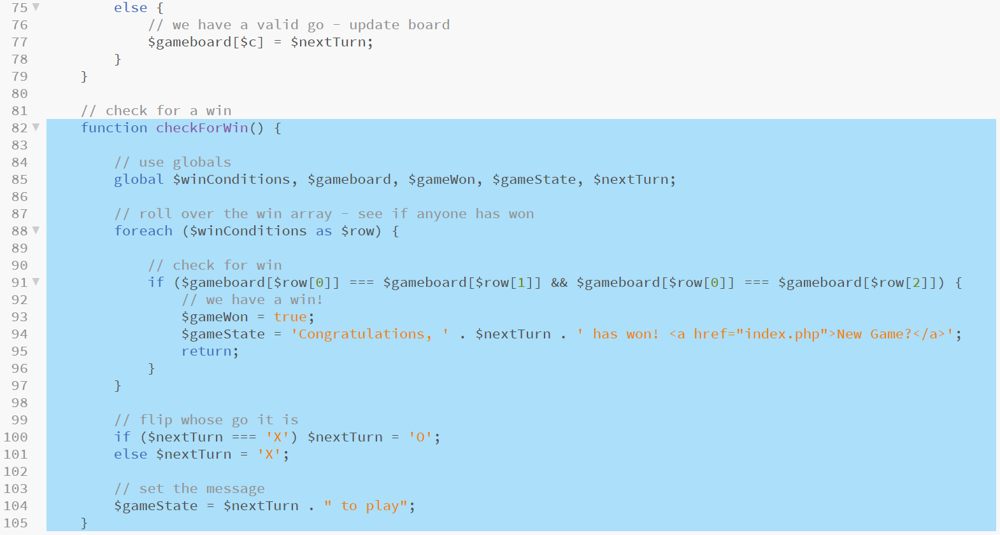 75 else {
76 // we have a valid go - update board
77 $gameboard[$c] = $nextTurn;
78 }
79 }
80
81 // check for a win
82 function checkForWin() {
83
84 // use globals
85 global $winConditions, $gameboard, $gameWon, $gameState, $nextTurn;
86
87 // roll over the win array - see if anyone has won
88 foreach ($winConditions as $row) {
89
90 // check for win
91 if ($gameboard[$row[0]] === $gameboard[$row[1]] && $gameboard[$row[0]] === $gameboard[$row[2]]) {
92 // we have a win!
93 $gameWon = true;
94 $gameState = 'Congratulations, ' . $nextTurn . ' has won! <a href="index.php">New Game?</a>';
95 return;
96 }
97 }
98
99 // flip whose go it is
100 if ($nextTurn === 'X') $nextTurn = 'O';
101 else $nextTurn = 'X';
102
103 // set the message
104 $gameState = $nextTurn . " to play";
105 }